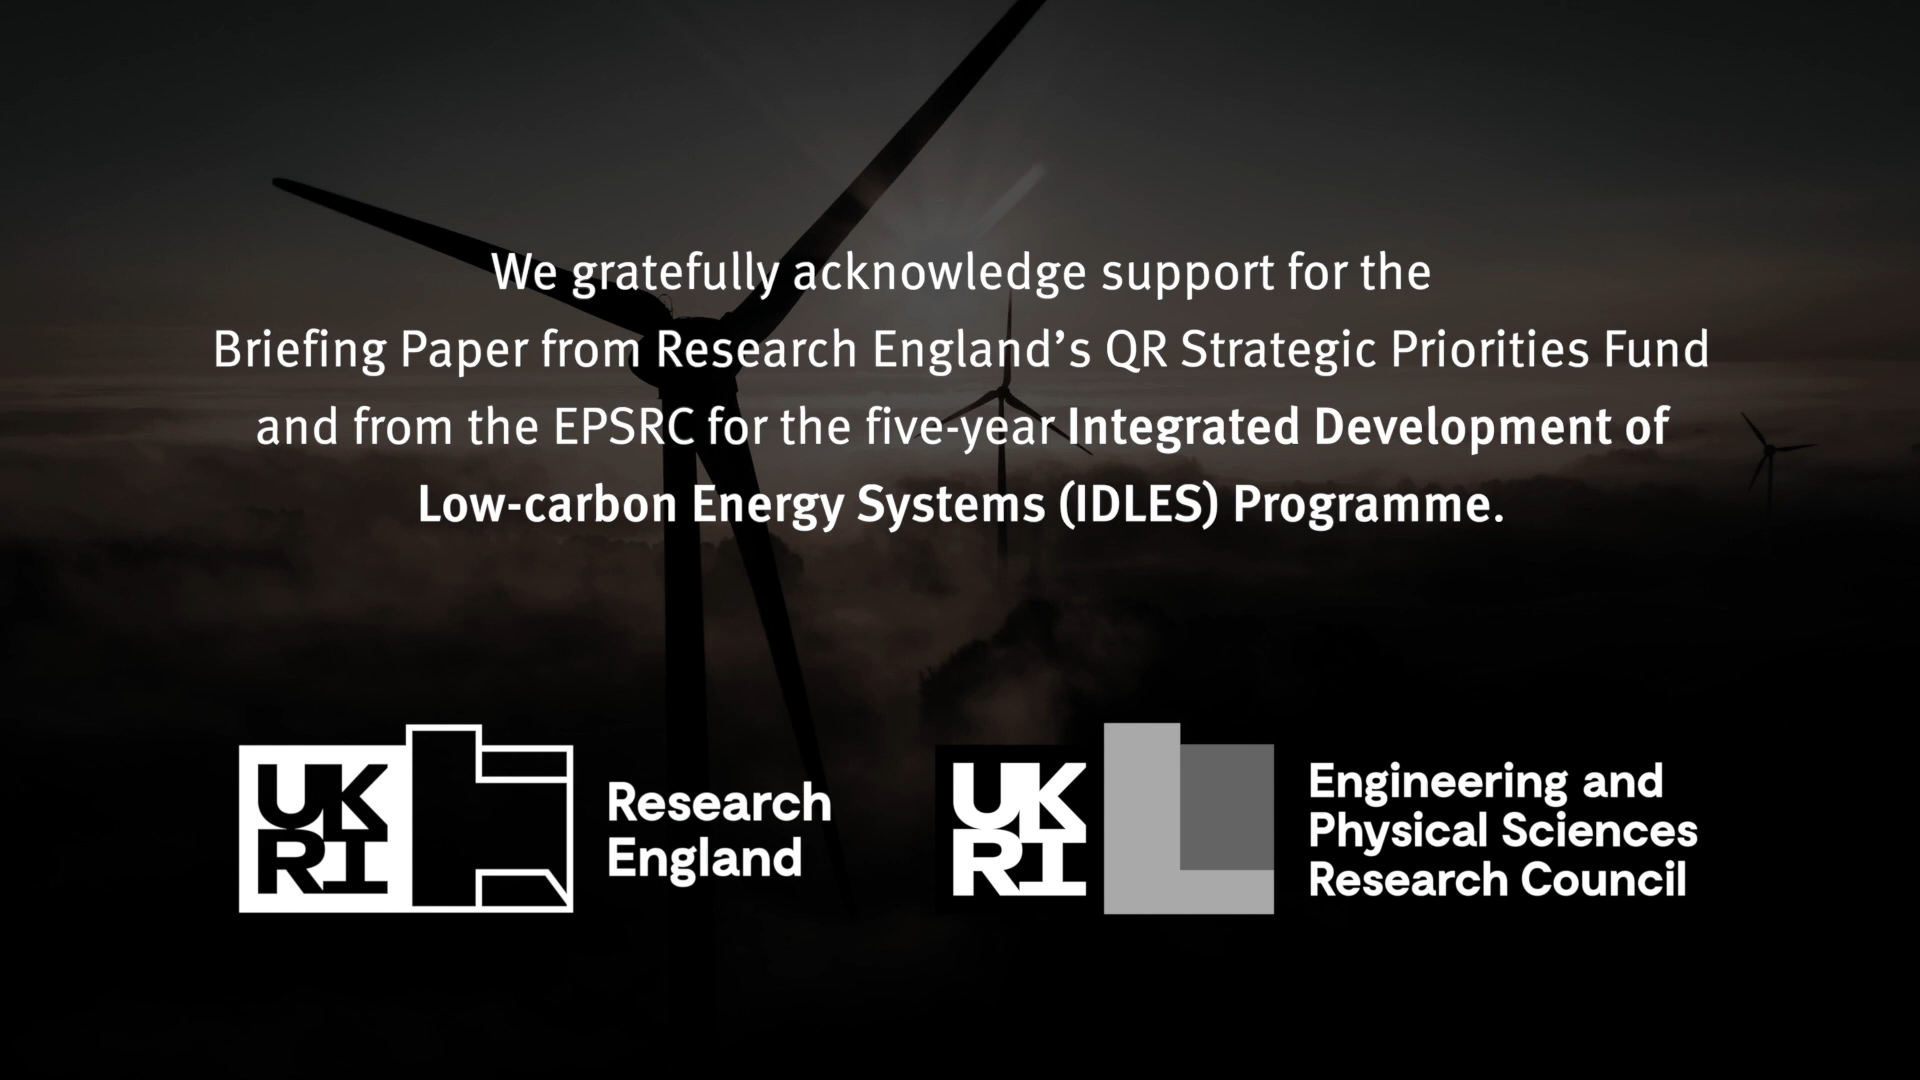 We gratefully acknowledge support for the
Briefing Paper from Research England’s QR Strategic Priorities Fund
and from the EPSRC for the five-year Integrated Development of
Low-carbon Energy Systems (IDLES) Programme.
UK
RI
Research
England
UK
RI
Engineering and
Physical Sciences
Research Council